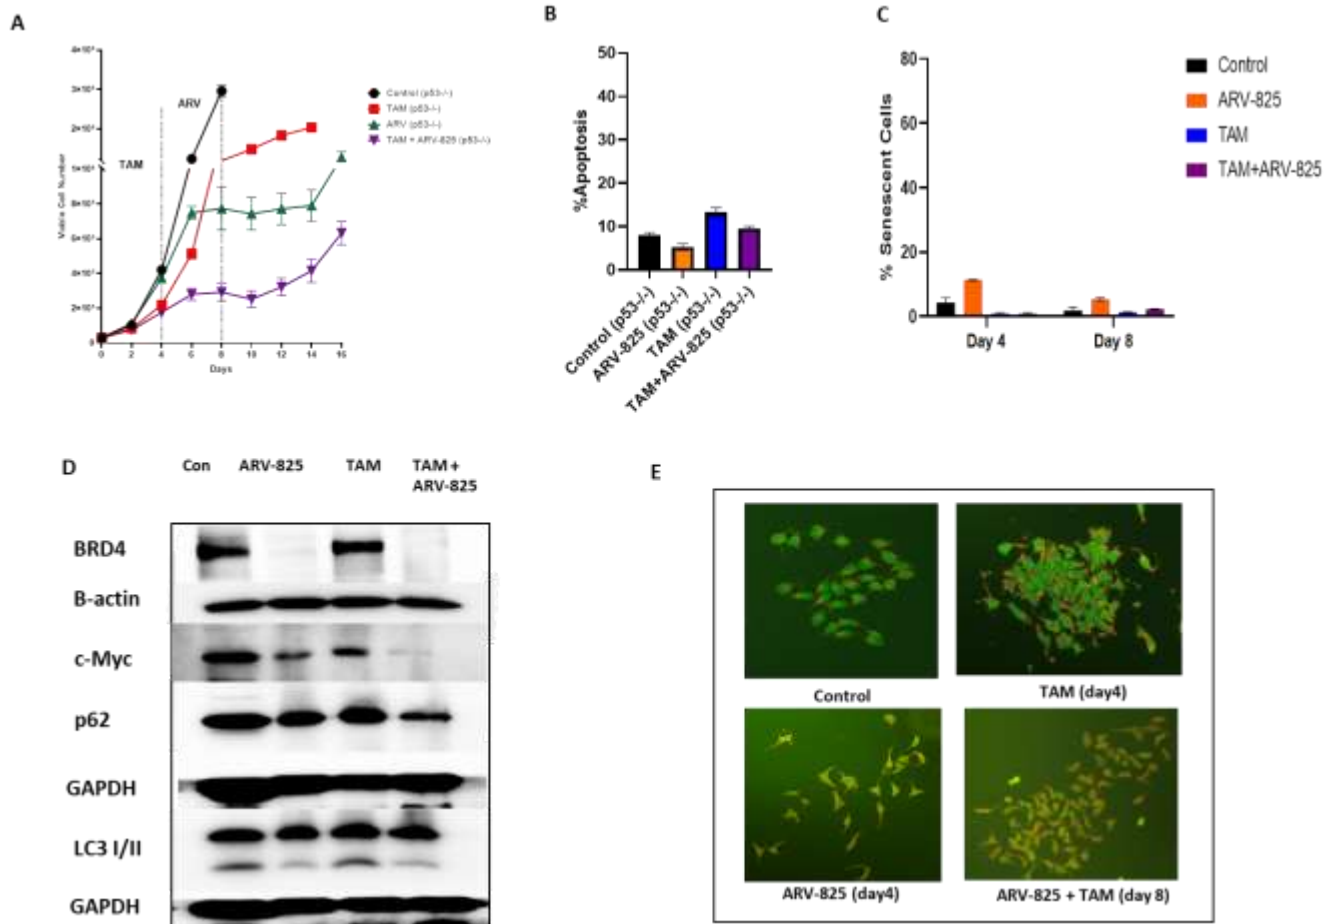 A
ARV
TAM
Viable Cell Number
0
0
2
4
6
8
10
12
14
16
Days
Control (p53-/-)
TAM (p53-/-)
ARV (p53-/-)
TAM + ARV-825 (p53-/-)
B
%Apoptosis
50
40
30
20
10
0
Control (p53-/-)
ARV-825 (p53-/-)
TAM (p53-/-)
TAM+ARV-825 (p53-/-)
C
% Senescent Cells
80
60
40
20
0
Day 4
Day 8
Control
ARV-825
TAM
TAM+ARV-825
D
Con
ARV-825
TAM
TAM +
ARV-825
BRD4
B-actin
c-Myc
p62
GAPDH
LC3 I/II
GAPDH
E
Control
TAM (day4)
ARV-825 (day4)
ARV-825 + TAM (day 8)